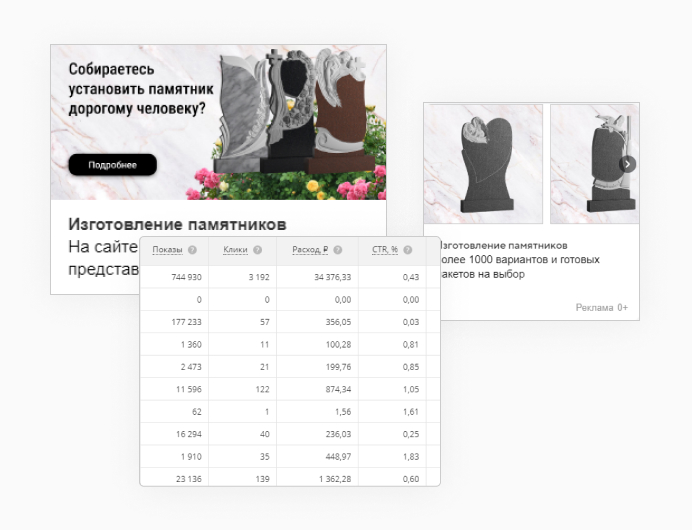 Собираетесь
установить памятник
дорогому человеку?
Подробнее
Изготовление памятников
На сайте
представ
Изготовление памятников
более 1000 вариантов и готовых
макетов на выбор
Реклама 0+
Показы ? Клики ? Расход, ₽ ? CTR, % ?
744 930 3 192 34 376,33 0,43
0 0 0,00 0,00
177 233 57 356,05 0,03
1 360 11 100,28 0,81
2 473 21 199,76 0,85
11 596 122 874,34 1,05
62 1 1,56 1,61
16 294 40 236,03 0,25
1 910 35 448,97 1,83
23 136 139 1 362,28 0,60